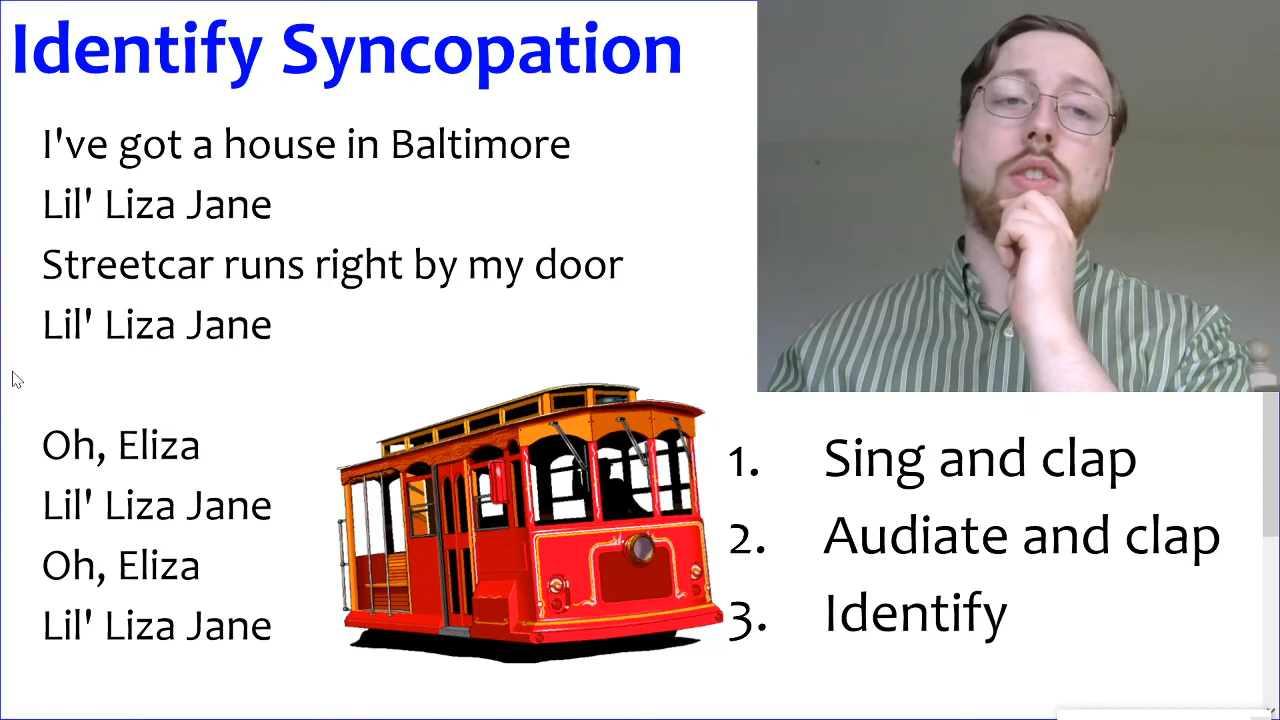 Identify Syncopation
I've got a house in Baltimore
Lil' Liza Jane
Streetcar runs right by my door
Lil' Liza Jane
Oh, Eliza
Lil' Liza Jane
Oh, Eliza
Lil' Liza Jane
1. Sing and clap
2. Audiate and clap
3. Identify